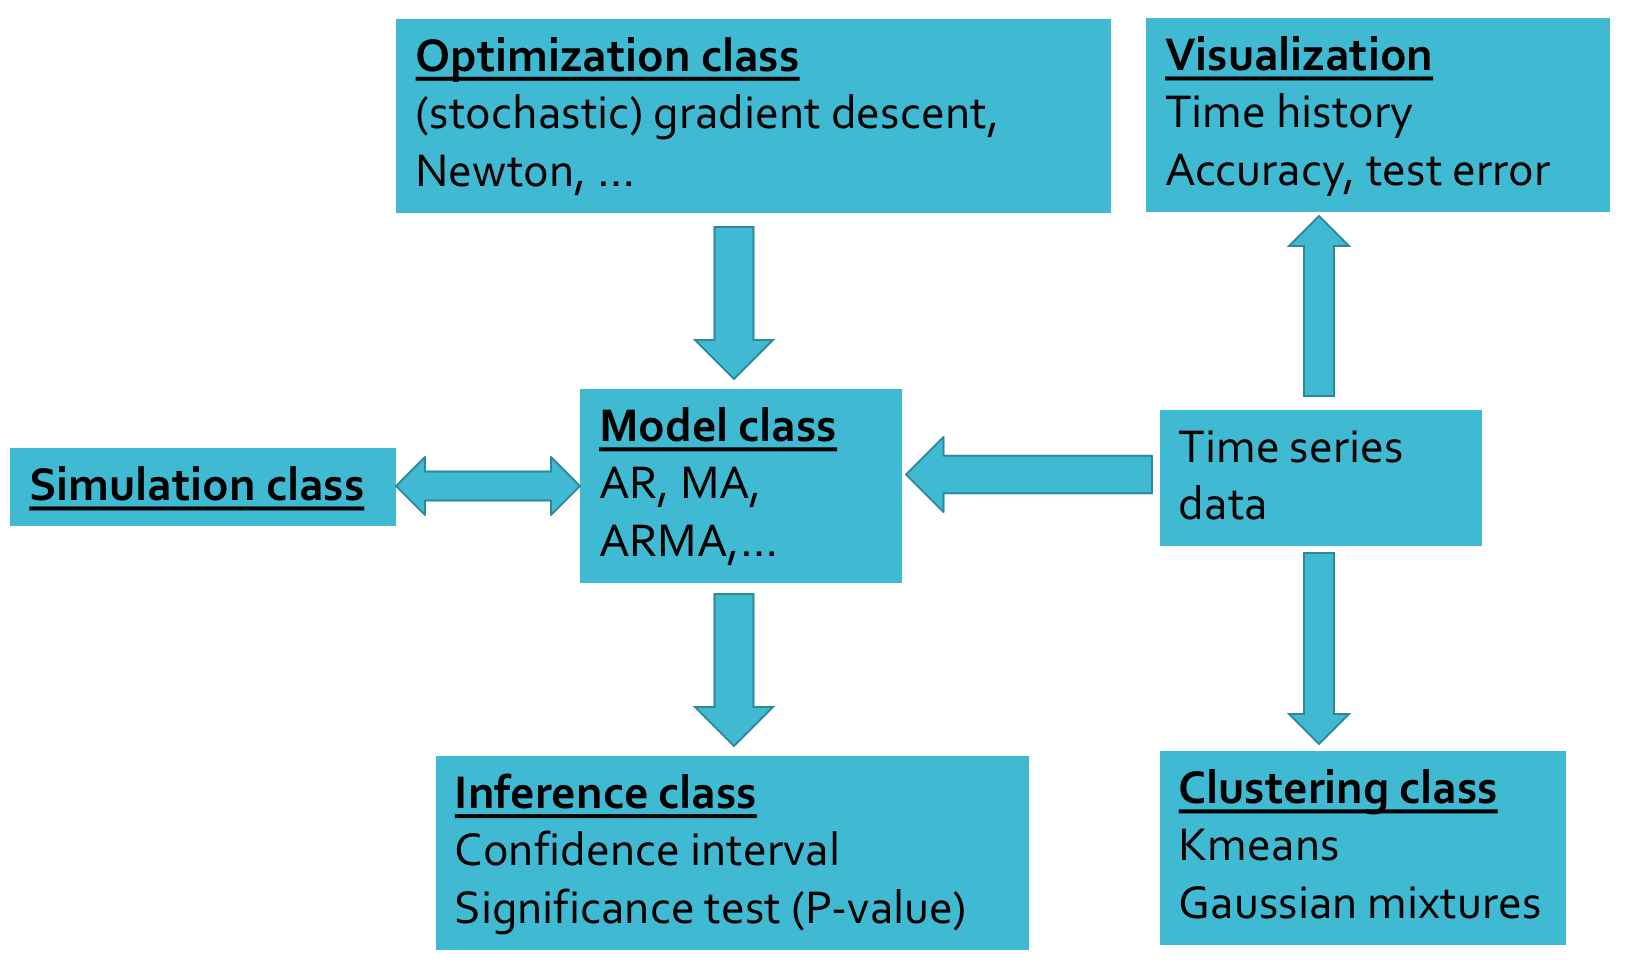 Optimization class
(stochastic) gradient descent,
Newton, ...
Visualization
Time history
Accuracy, test error
Simulation class
Model class
AR, MA,
ARMA,...
Time series
data
Inference class
Confidence interval
Significance test (P-value)
Clustering class
Kmeans
Gaussian mixtures